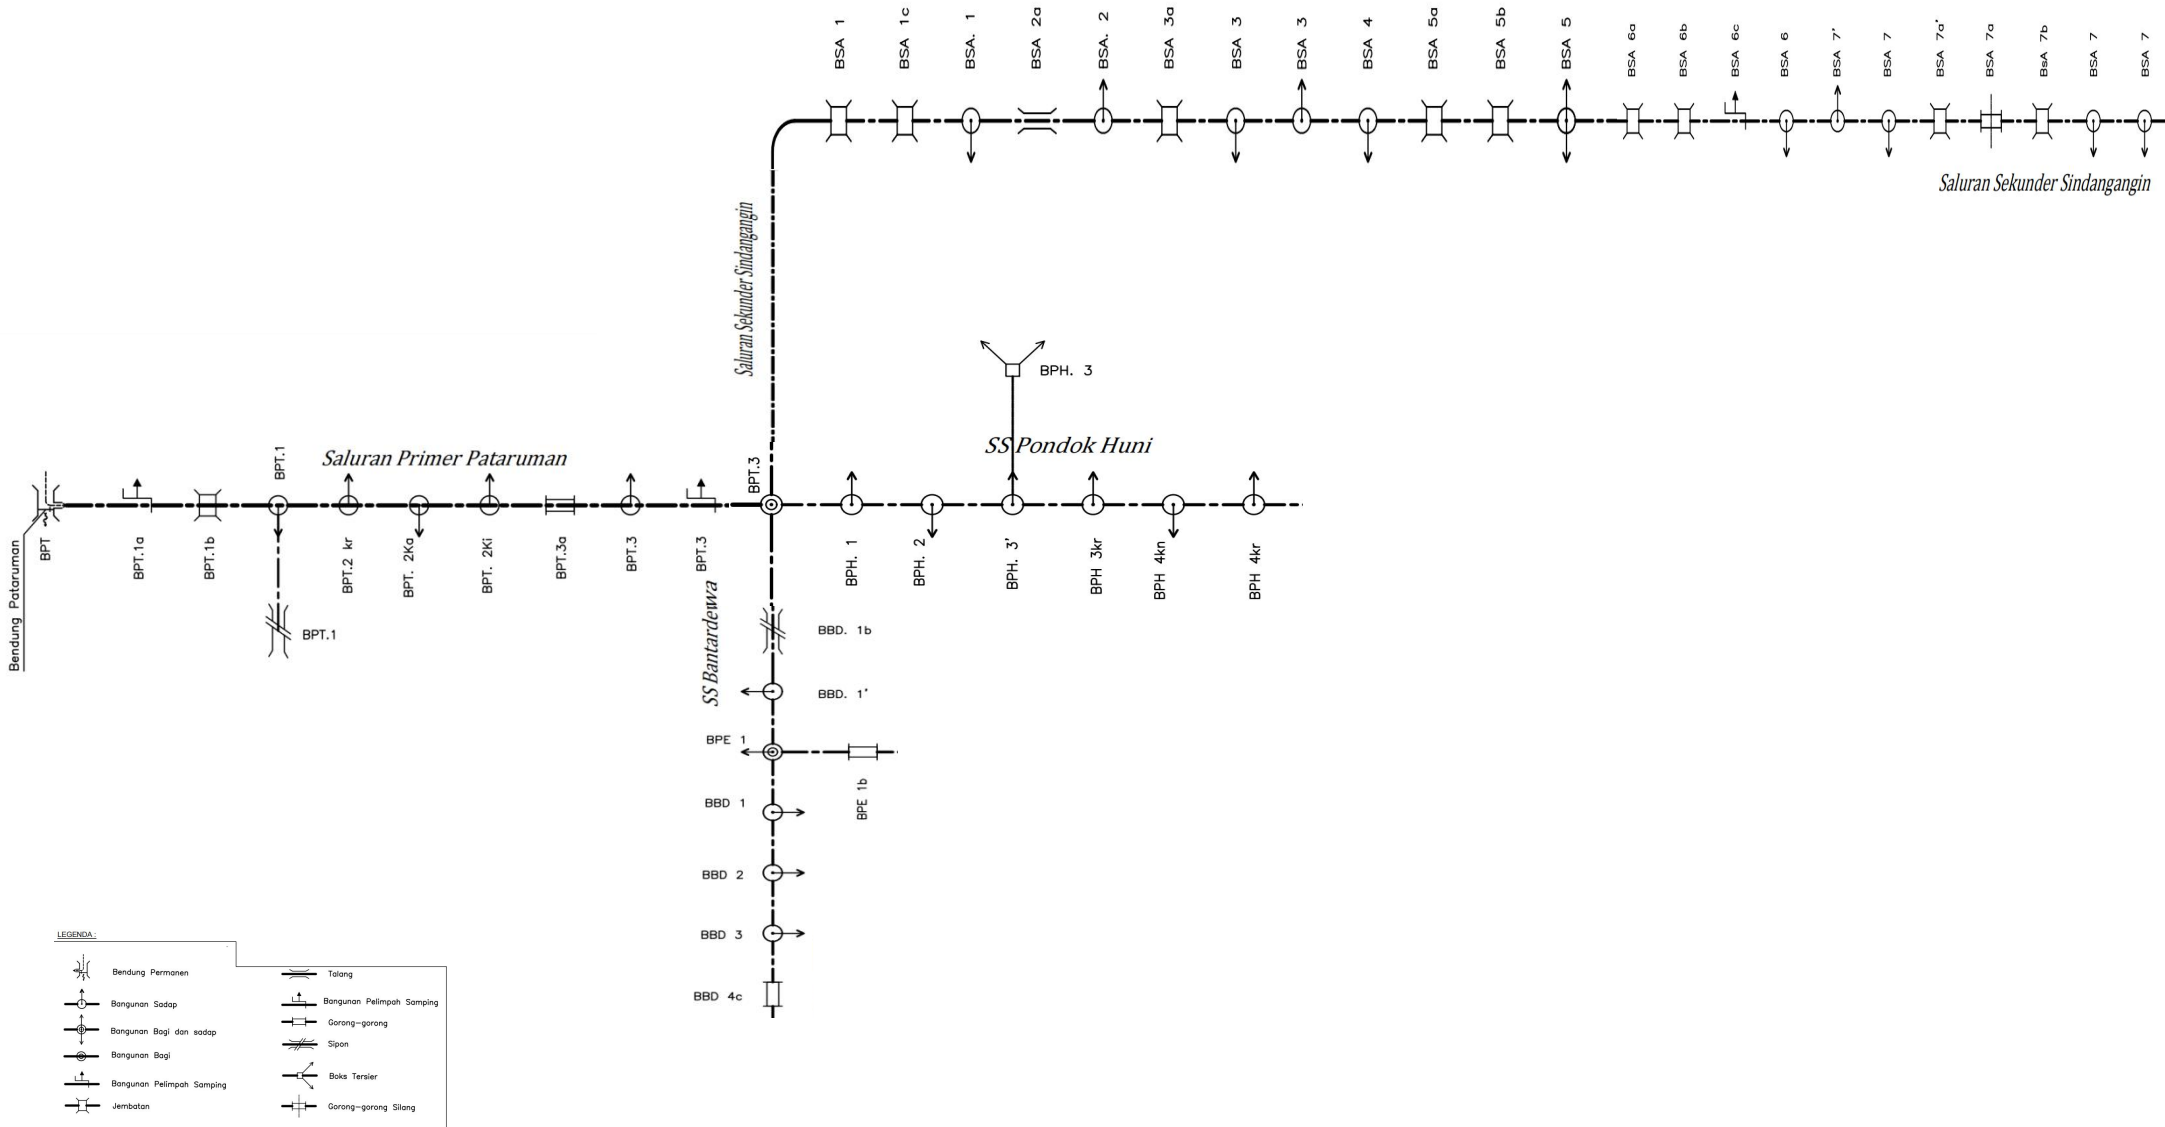 BSA 1
BSA 1c
BSA. 1
BSA 2a
BSA. 2
BSA 3a
BSA 3
BSA 3
BSA 4
BSA 5a
BSA 5b
BSA 5
BSA 6a
BSA 6b
BSA 6c
BSA 6
BSA 7'
BSA 7
BSA 7a'
BSA 7a
BsA 7b
BSA 7
BSA 7
Saluran Sekunder Sindangangin
Saluran Sekunder Sindangangin
BPH. 3
SS Pondok Huni
Saluran Primer Pataruman
BPT.1
BPT.3
Bendung Pataruman
BPT
BPT.1a
BPT.1b
BPT.2 kr
BPT. 2Ka
BPT. 2Ki
BPT.3a
BPT.3
BPT.3
BPH. 1
BPH. 2
BPH. 3'
BPH 3kr
BPH 4kn
BPH 4kr
BPT.1
SS Bantardewa
BBD. 1b
BBD. 1'
BPE 1
BPE 1b
BBD 1
BBD 2
BBD 3
BBD 4c
LEGENDA :
Bendung Permanen
Bangunan Sadap
Bangunan Bagi dan sadap
Bangunan Bagi
Bangunan Pelimpah Samping
Jembatan
Talang
Bangunan Pelimpah Samping
Gorong-gorong
Sipon
Boks Tersier
Gorong-gorong Silang